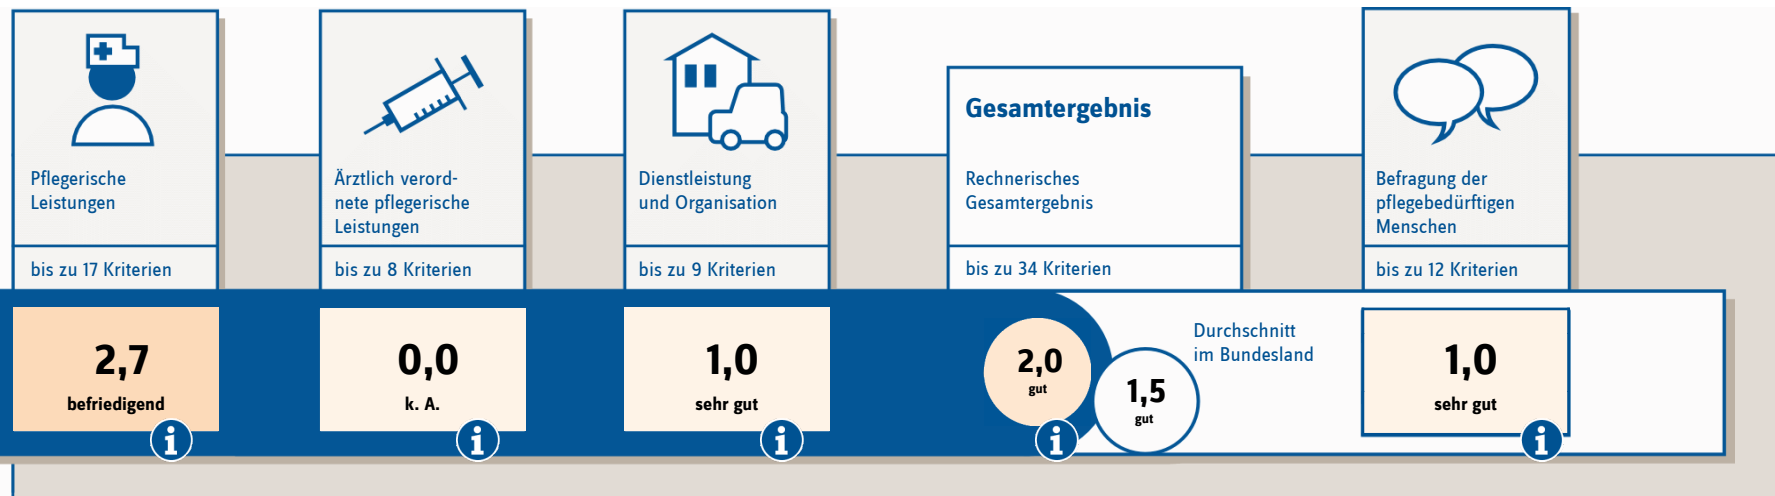 Pflegerische
Leistungen
bis zu 17 Kriterien
2,7
befriedigend
i
Ärztlich verord-
nete pflegerische
Leistungen
bis zu 8 Kriterien
0,0
k. A.
i
Dienstleistung
und Organisation
bis zu 9 Kriterien
1,0
sehr gut
i
Gesamtergebnis
Rechnerisches
Gesamtergebnis
bis zu 34 Kriterien
2,0
gut
i
1,5
gut
Durchschnitt
im Bundesland
Befragung der
pflegebedürftigen
Menschen
bis zu 12 Kriterien
1,0
sehr gut
i